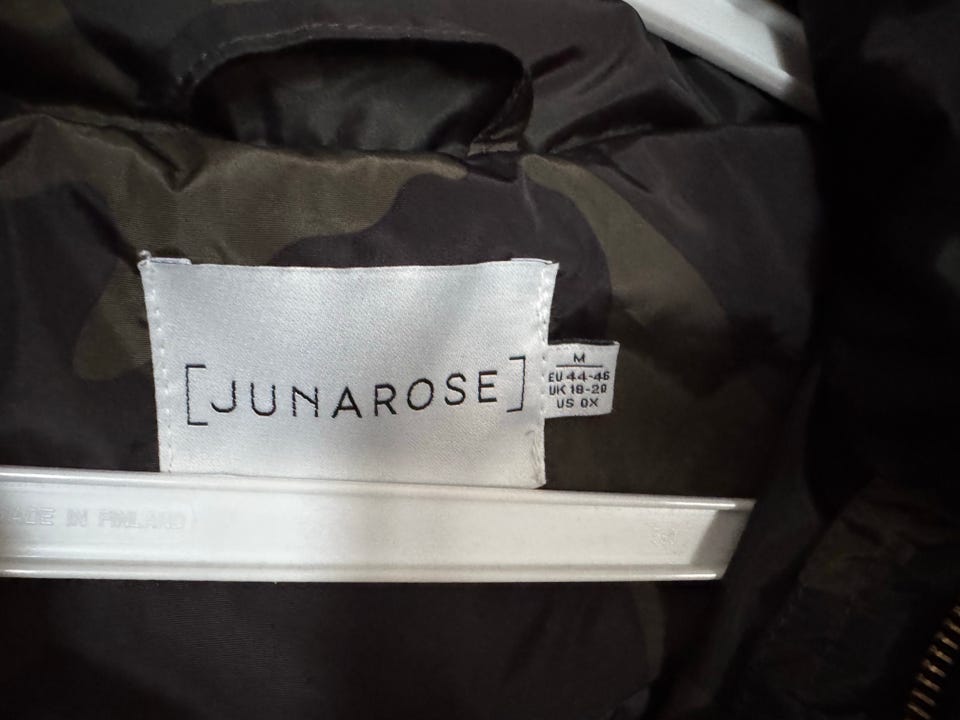 [JUNAROSE]
M
EU 44-46
UK 18-20
US 0X
MADE IN FINLAND